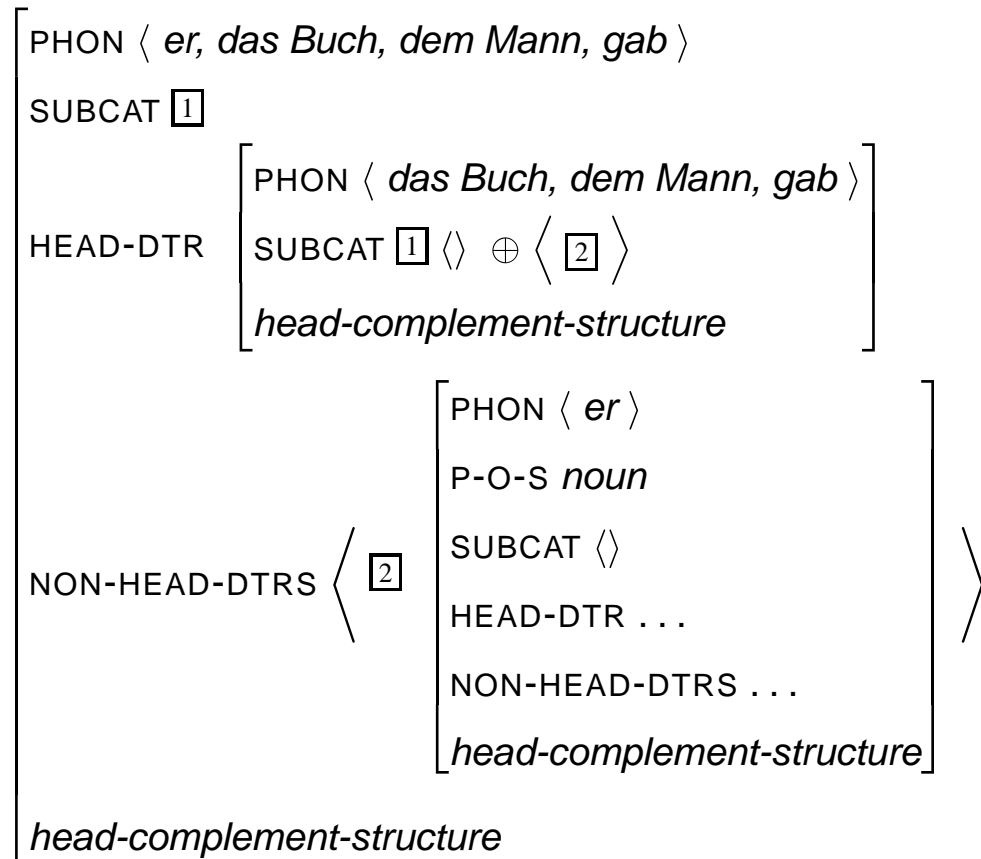 PHON ⟨ er, das Buch, dem Mann, gab ⟩
SUBCAT 1
PHON ⟨ das Buch, dem Mann, gab ⟩
HEAD-DTR SUBCAT 1 ⟨⟩ ⊕ ⟨ 2 ⟩
head-complement-structure
PHON ⟨ er ⟩
P-O-S noun
SUBCAT ⟨⟩
NON-HEAD-DTRS ⟨ 2 ⟩
HEAD-DTR ...
NON-HEAD-DTRS ...
head-complement-structure
head-complement-structure